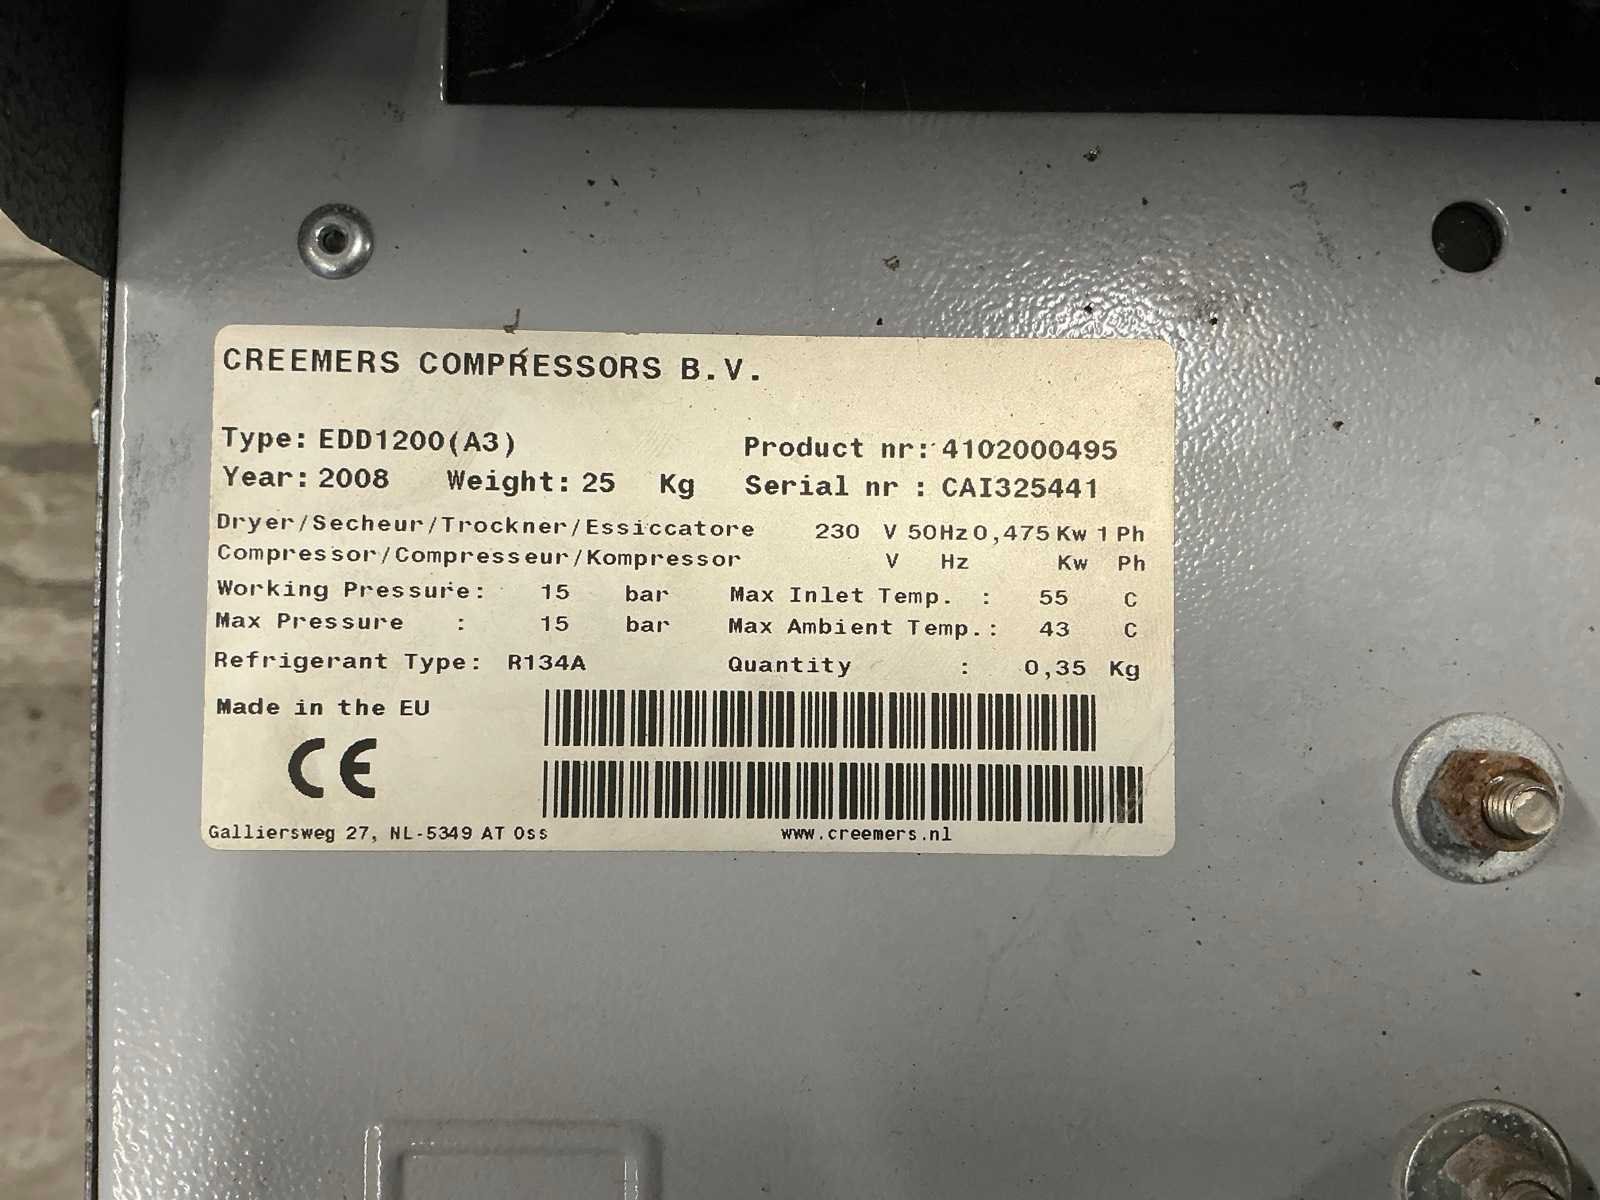 CREEMERS COMPRESSORS B.V.
Type: EDD1200(A3) Product nr: 4102000495
Year: 2008 Weight: 25 Kg Serial nr : CAI325441
Dryer/Secheur/Trockner/Essiccatore 230 V 50Hz 0,475 Kw 1 Ph
Compressor/Compresseur/Kompressor V Hz Kw Ph
Working Pressure: 15 bar Max Inlet Temp. : 55 C
Max Pressure : 15 bar Max Ambient Temp.: 43 C
Refrigerant Type: R134A Quantity : 0,35 Kg
Made in the EU
CE
Galliersweg 27, NL-5349 AT Oss www.creemers.nl